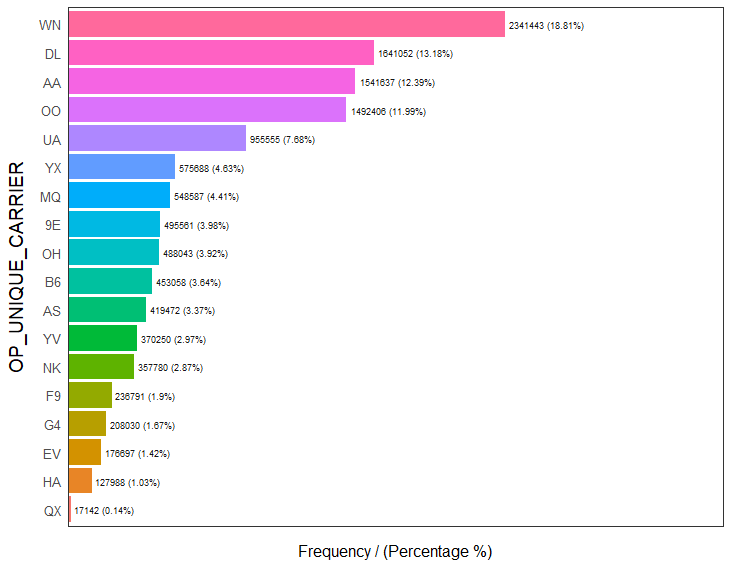 OP_UNIQUE_CARRIER
WN 2341443 (18.81%)
DL 1641052 (13.18%)
AA 1541637 (12.39%)
OO 1492406 (11.99%)
UA 955555 (7.68%)
YX 575688 (4.63%)
MQ 548587 (4.41%)
9E 495561 (3.98%)
OH 488043 (3.92%)
B6 453058 (3.64%)
AS 419472 (3.37%)
YV 370250 (2.97%)
NK 357780 (2.87%)
F9 236791 (1.9%)
G4 208030 (1.67%)
EV 176697 (1.42%)
HA 127988 (1.03%)
QX 17142 (0.14%)
Frequency / (Percentage %)